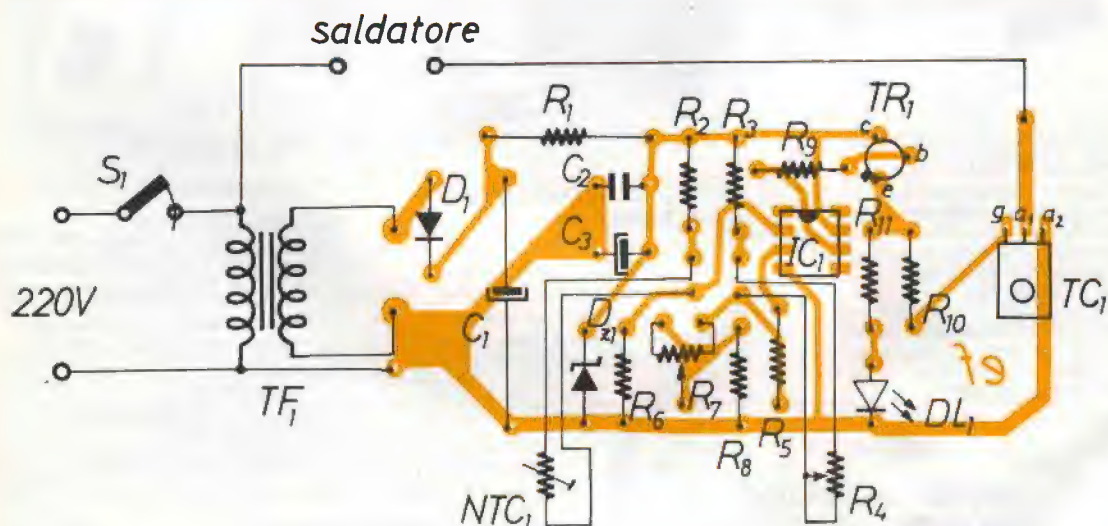 saldatore
R1
R2
R3
TR1
c
R9
b
e
S1
D1
C2
C3
R11
IC1
g
a1
a2
220V
C1
Dz1
R10
TC1
ef
TF1
R6
R7
R8
R5
DL1
NTC1
R4